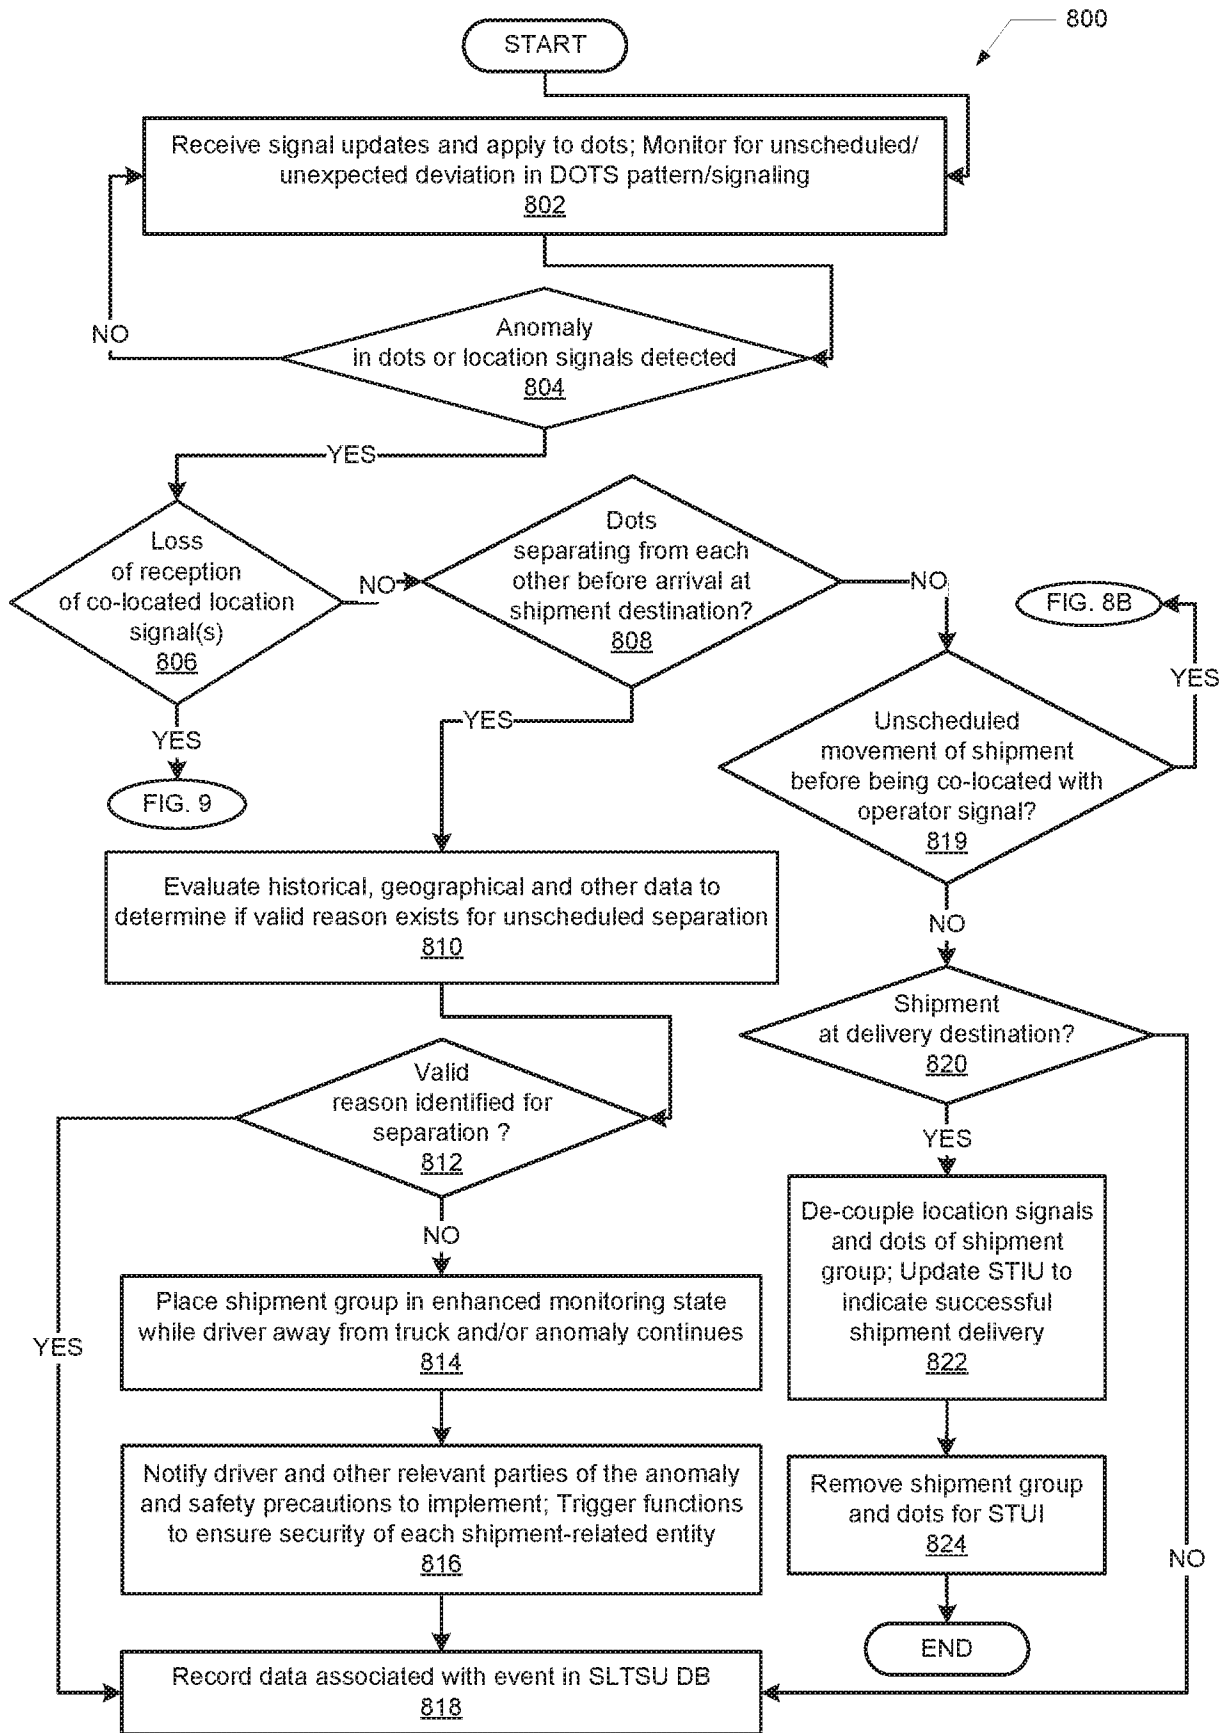 800
START
Receive signal updates and apply to dots; Monitor for unscheduled/
unexpected deviation in DOTS pattern/signaling
802
NO
Anomaly
in dots or location signals detected
804
YES
Loss
of reception
of co-located location
signal(s)
806
NO
Dots
separating from each
other before arrival at
shipment destination?
808
NO
FIG. 8B
YES
YES
FIG. 9
YES
Unscheduled
movement of shipment
before being co-located with
operator signal?
819
Evaluate historical, geographical and other data to
determine if valid reason exists for unscheduled separation
810
NO
Shipment
at delivery destination?
820
Valid
reason identified for
separation ?
812
YES
NO
De-couple location signals
and dots of shipment
group; Update STIU to
indicate successful
shipment delivery
822
Place shipment group in enhanced monitoring state
while driver away from truck and/or anomaly continues
814
YES
Notify driver and other relevant parties of the anomaly
and safety precautions to implement; Trigger functions
to ensure security of each shipment-related entity
816
Remove shipment group
and dots for STUI
824
NO
END
Record data associated with event in SLTSU DB
818